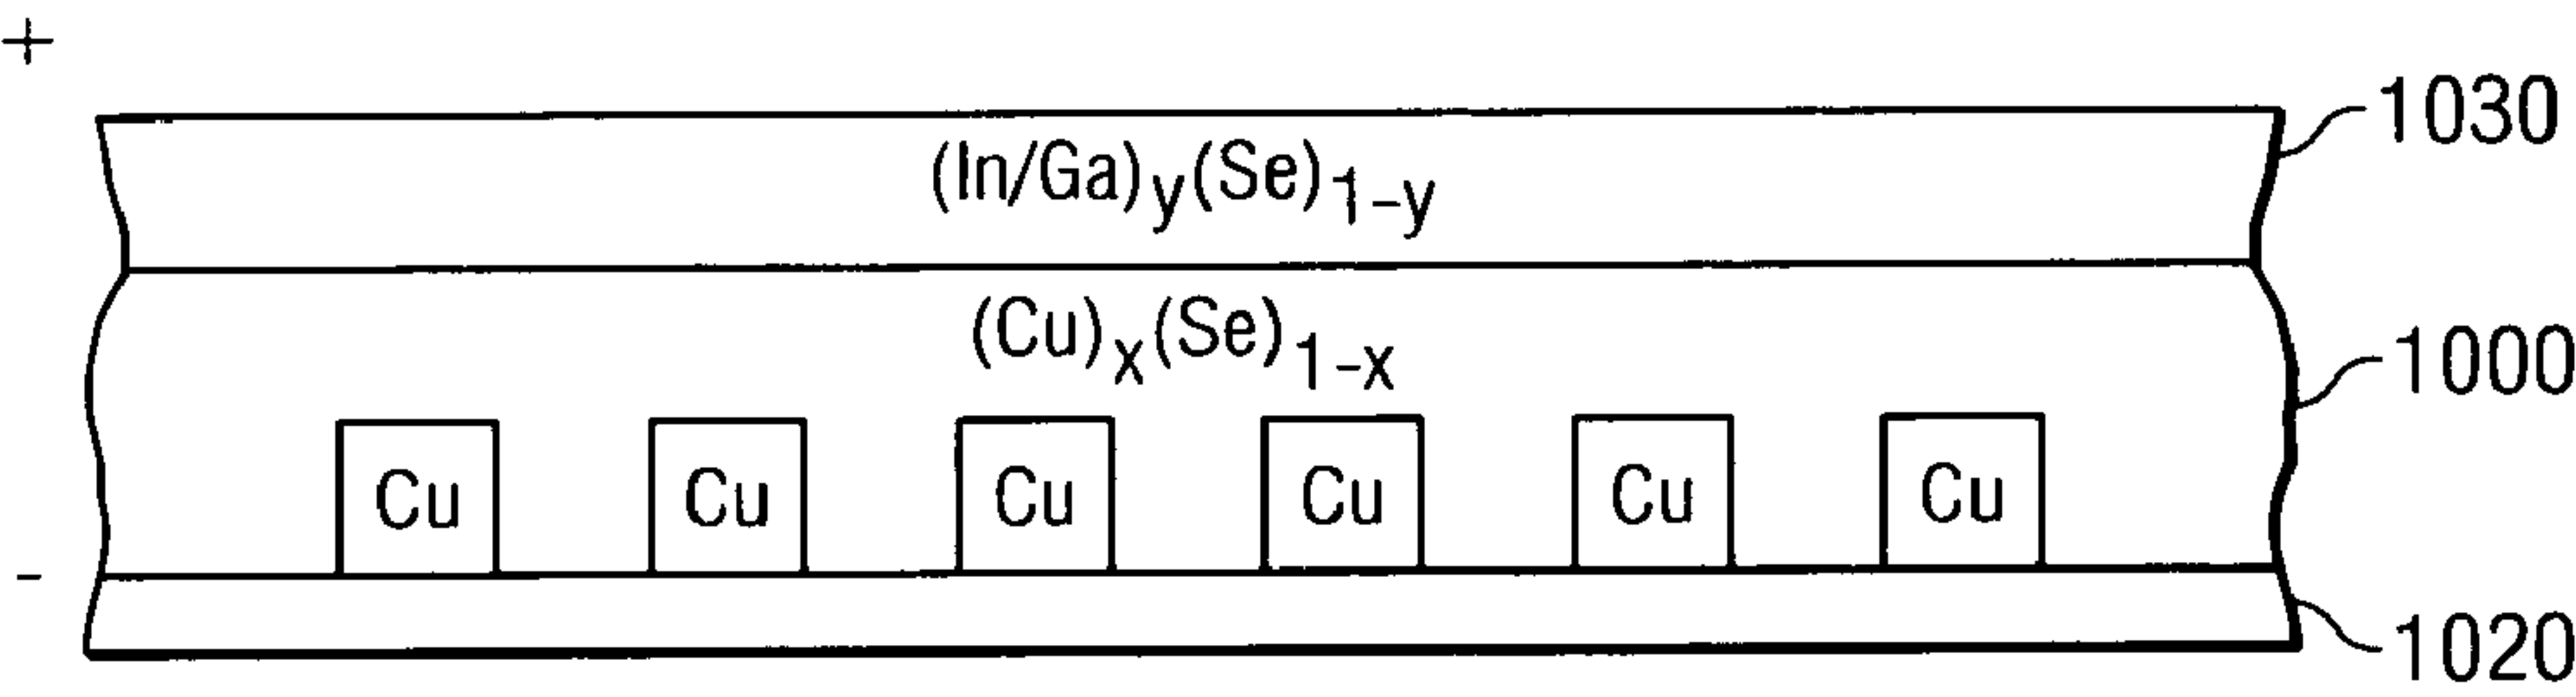 +
1030
(In/Ga)y(Se)1-y
(Cu)x(Se)1-x
1000
Cu Cu Cu Cu Cu Cu
-
1020